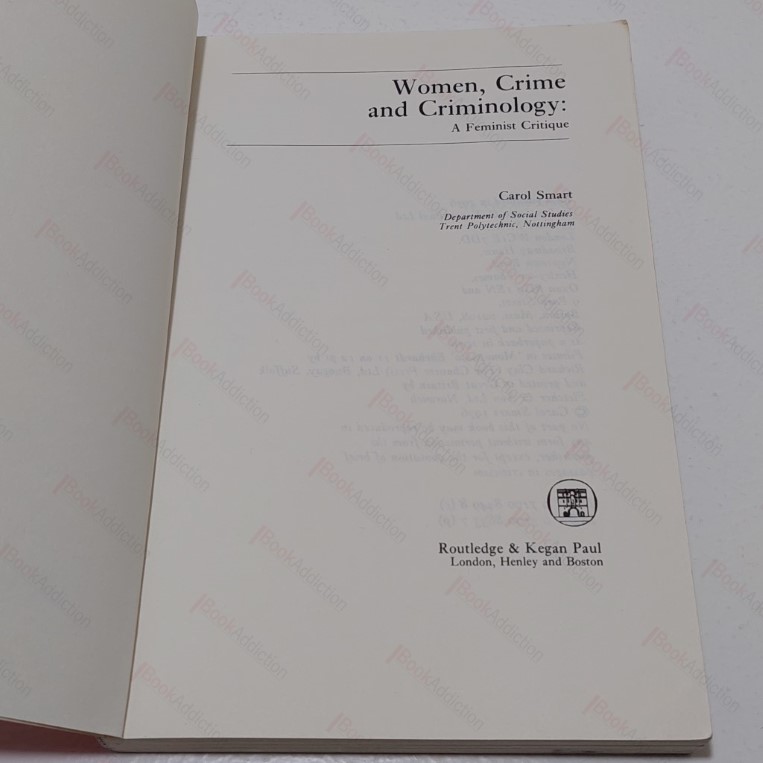 Women, Crime
and Criminology:
A Feminist Critique
Carol Smart
Department of Social Studies
Trent Polytechnic, Nottingham
Routledge & Kegan Paul
London, Henley and Boston
BookAddiction